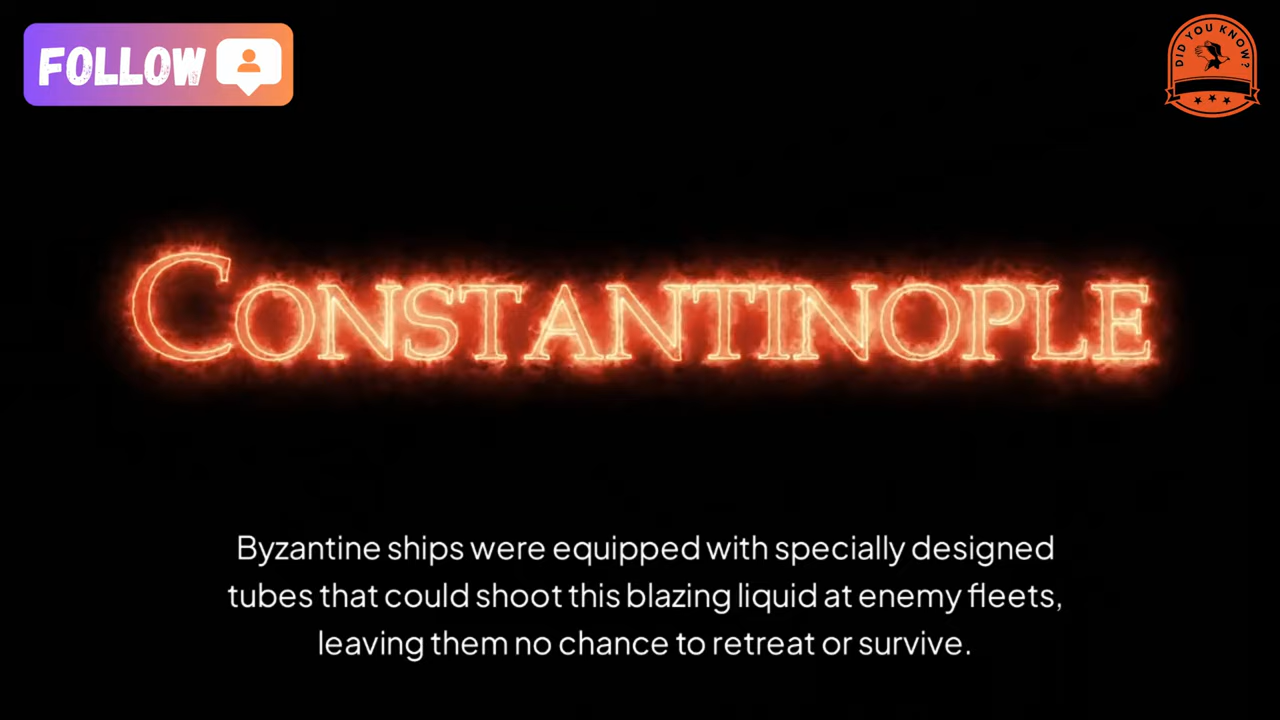 FOLLOW
DID YOU KNOW?
CONSTANTINOPLE
Byzantine ships were equipped with specially designed
tubes that could shoot this blazing liquid at enemy fleets,
leaving them no chance to retreat or survive.